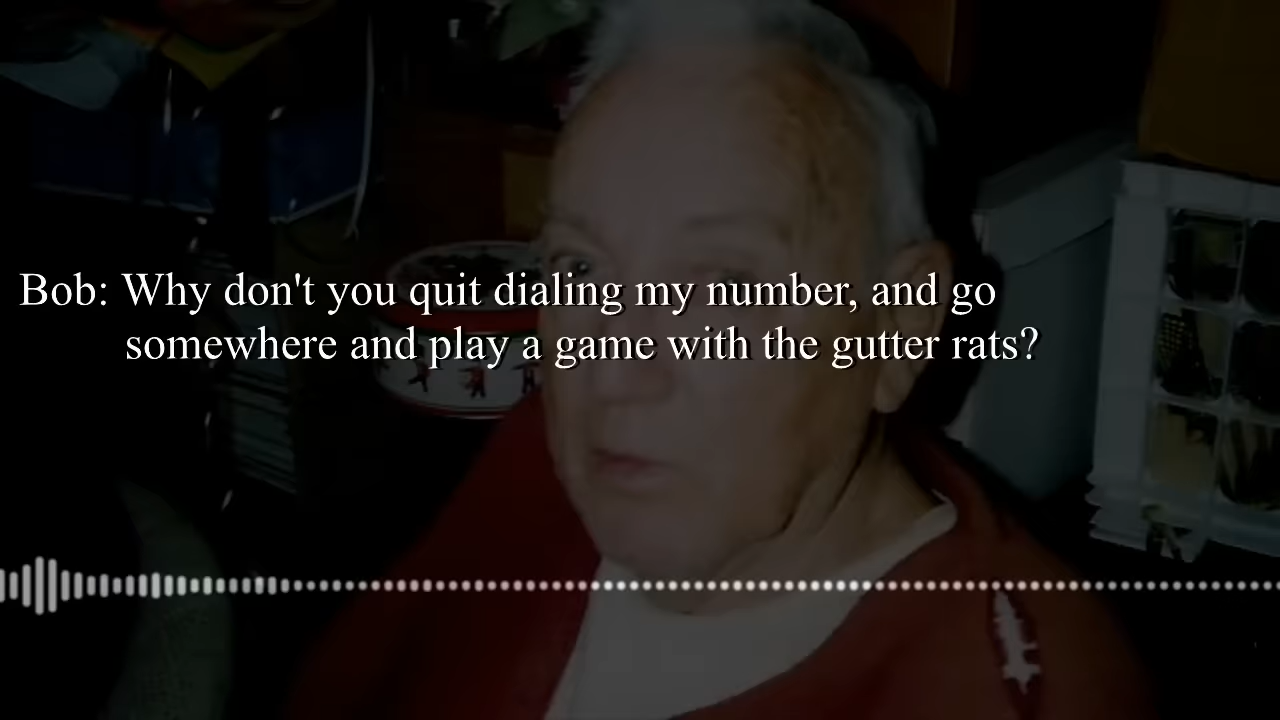 Bob: Why don't you quit dialing my number, and go
somewhere and play a game with the gutter rats?